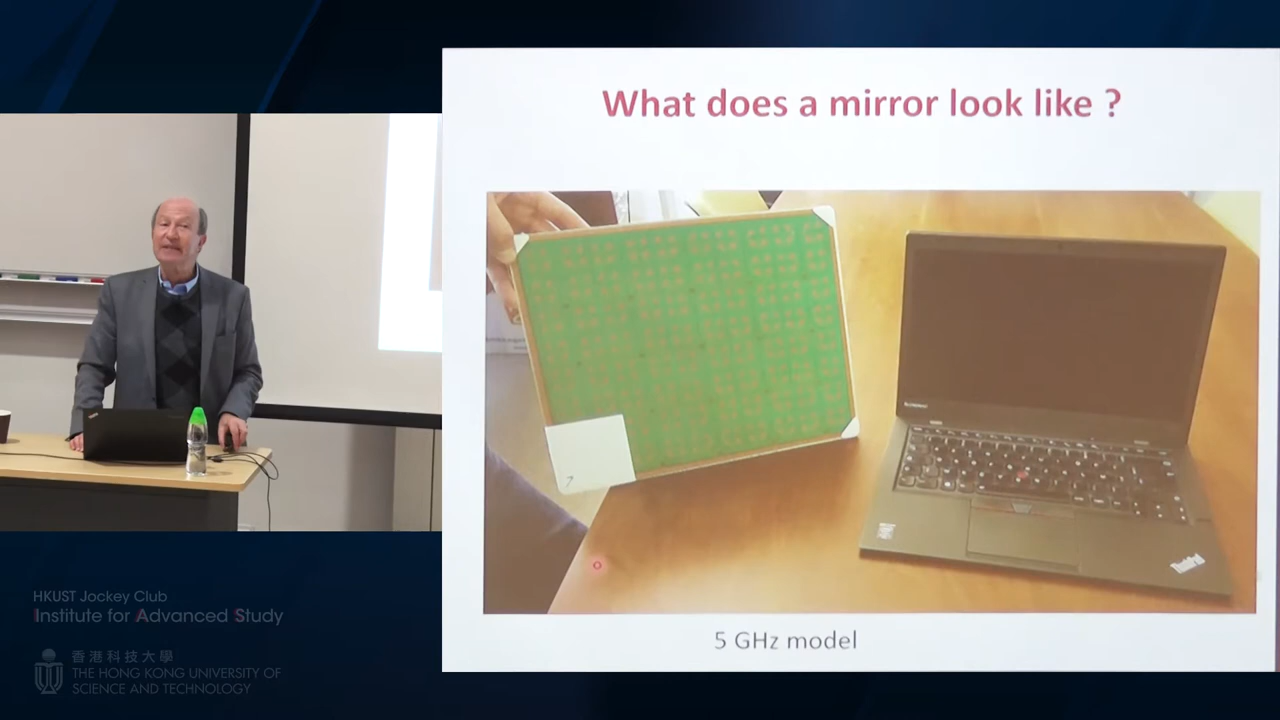 What does a mirror look like ?
7
5 GHz model
HKUST Jockey Club
Institute for Advanced Study
香港科技大學
THE HONG KONG UNIVERSITY OF
SCIENCE AND TECHNOLOGY